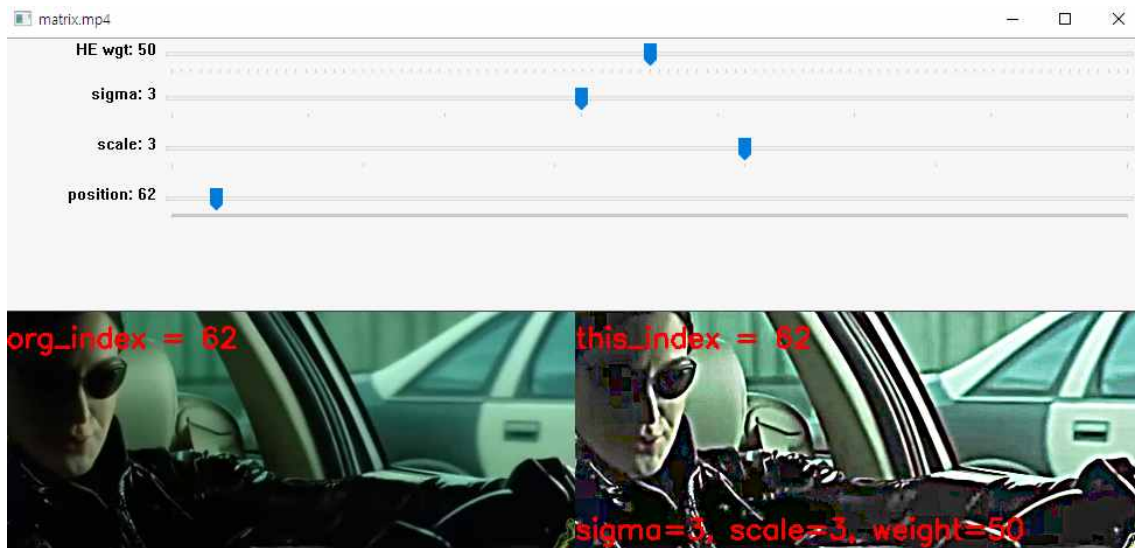 matrix.mp4
HE wgt: 50
sigma: 3
scale: 3
position: 62
org_index = 62
this_index = 62
sigma=3, scale=3, weight=50